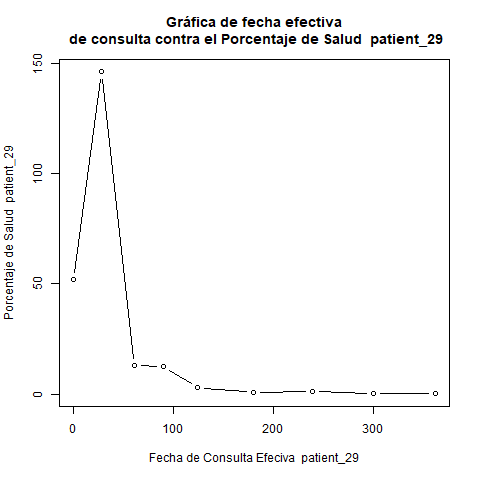 Gráfica de fecha efectiva
de consulta contra el Porcentaje de Salud patient_29
Porcentaje de Salud patient_29
150
100
50
0
0 100 200 300
Fecha de Consulta Efeciva patient_29